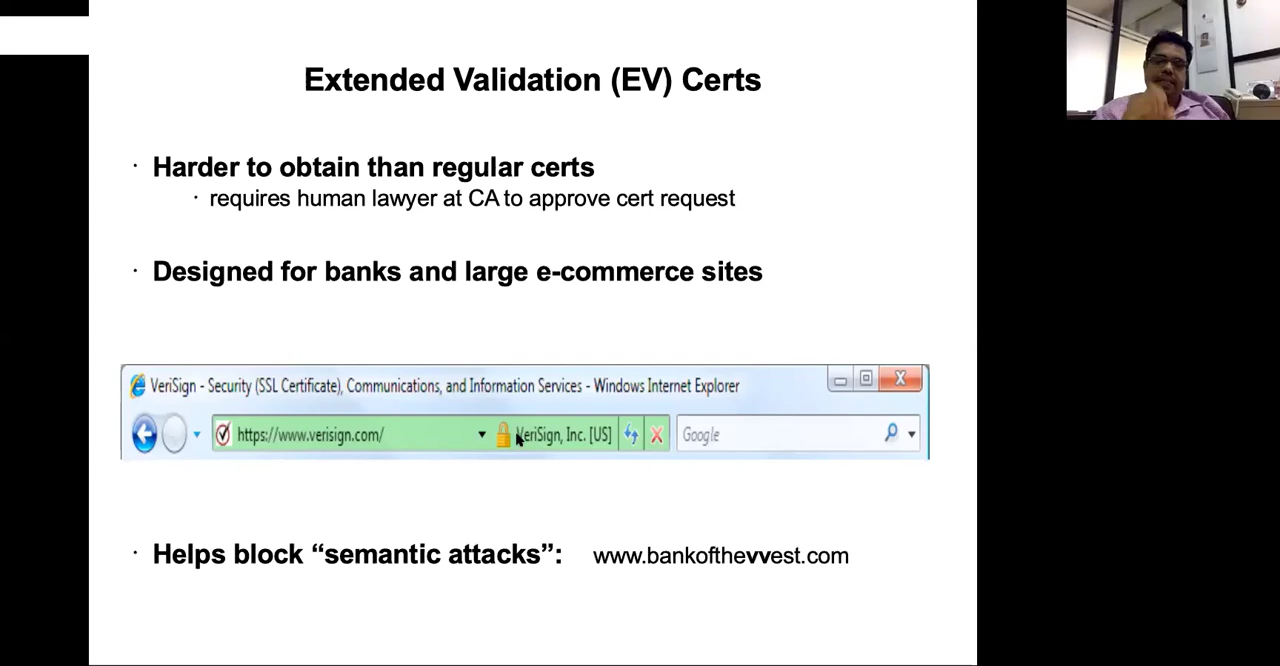 Extended Validation (EV) Certs
· Harder to obtain than regular certs
· requires human lawyer at CA to approve cert request
· Designed for banks and large e-commerce sites
VeriSign - Security (SSL Certificate), Communications, and Information Services - Windows Internet Explorer
https://www.verisign.com/ VeriSign, Inc. [US] Google
· Helps block “semantic attacks”: www.bankofthevvest.com